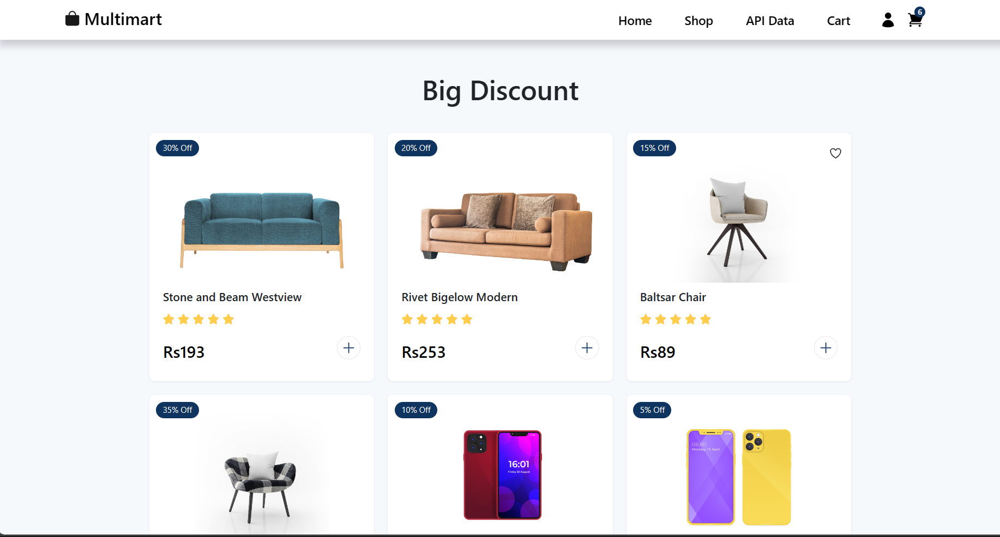 Multimart
Home
Shop
API Data
Cart
6
Big Discount
30% Off
20% Off
15% Off
Stone and Beam Westview
Rivet Bigelow Modern
Baltsar Chair
Rs193
Rs253
Rs89
35% Off
10% Off
5% Off
16:01
Friday 30 August
08:00
Monday 13 April